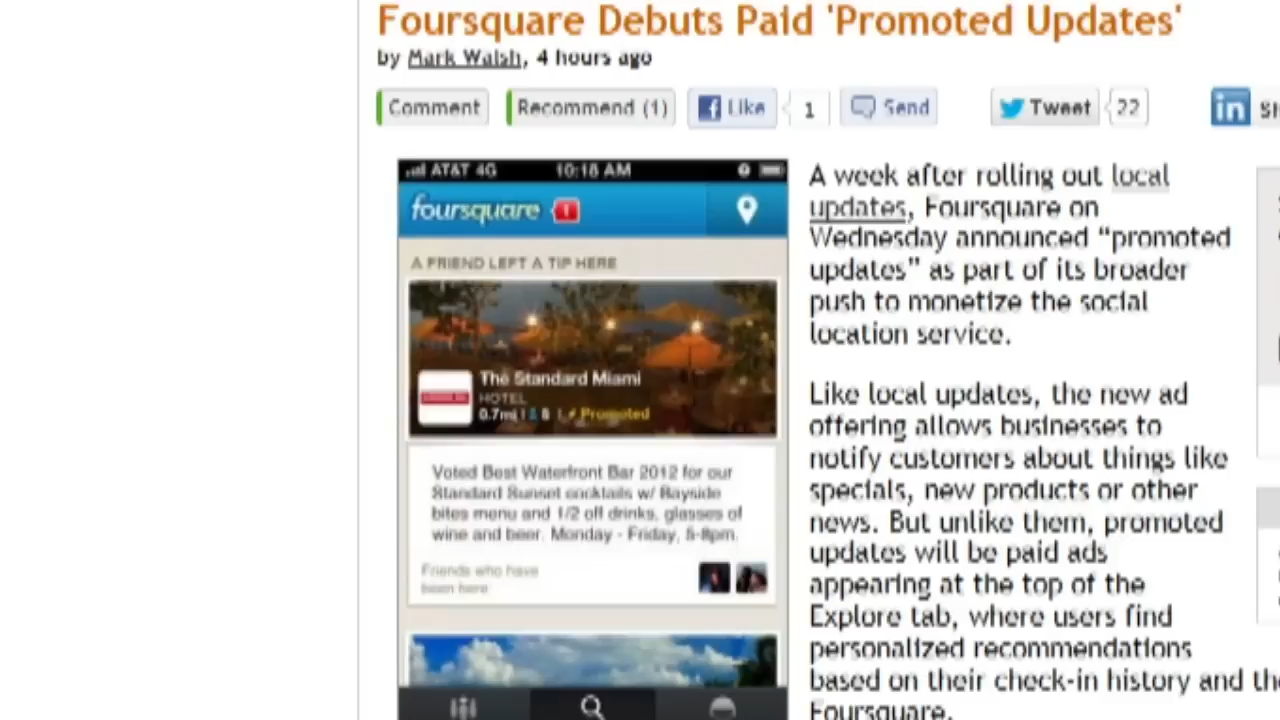 Foursquare Debuts Paid 'Promoted Updates'
by Mark Walsh, 4 hours ago
Comment
Recommend (1)
Like
1
Send
Tweet
22
in
AT&T 4G 10:18 AM
foursquare
A FRIEND LEFT A TIP HERE
The Standard Miami
HOTEL
0.7mi 8 Promoted
Voted Best Waterfront Bar 2012 for our
Standard Sunset cocktails w/ Bayside
bites menu and 1/2 off drinks, glasses of
wine and beer. Monday - Friday, 5-8pm.
Friends who have
been here
A week after rolling out local
updates, Foursquare on
Wednesday announced “promoted
updates” as part of its broader
push to monetize the social
location service.
Like local updates, the new ad
offering allows businesses to
notify customers about things like
specials, new products or other
news. But unlike them, promoted
updates will be paid ads
appearing at the top of the
Explore tab, where users find
personalized recommendations
based on their check-in history and
Foursquare.